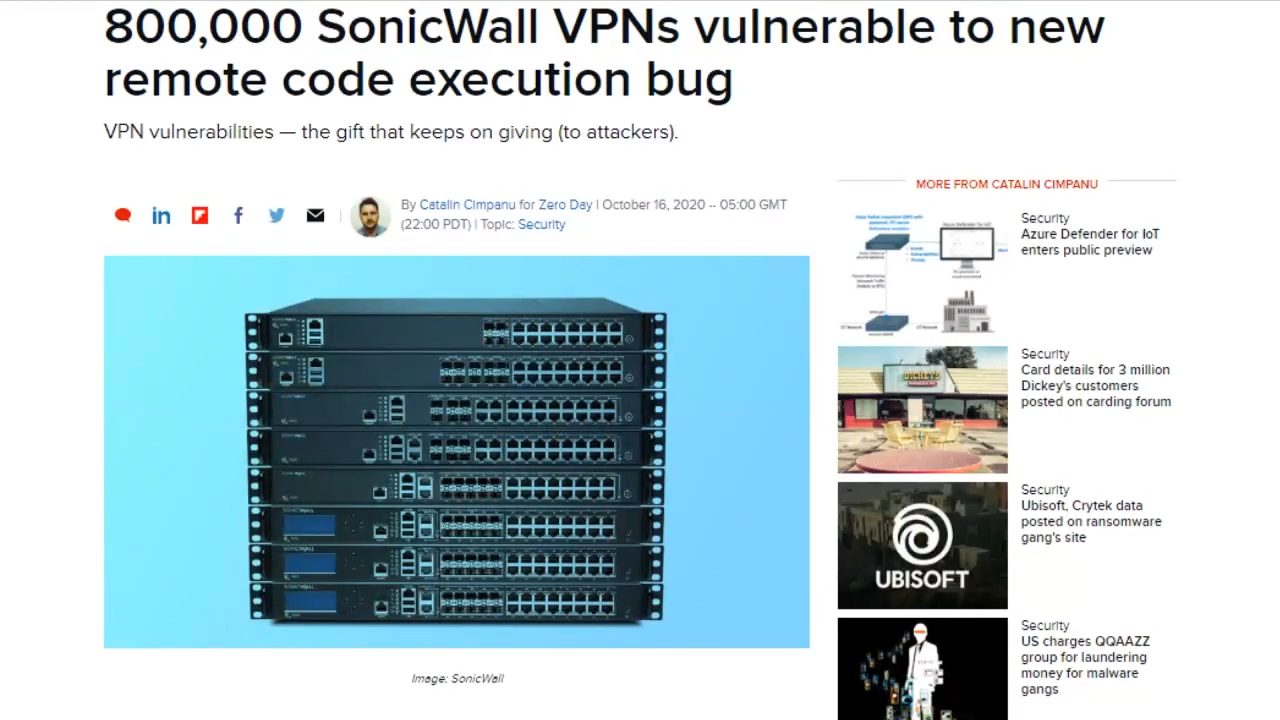 800,000 SonicWall VPNs vulnerable to new
remote code execution bug
VPN vulnerabilities — the gift that keeps on giving (to attackers).
By Catalin Cimpanu for Zero Day | October 16, 2020 -- 05:00 GMT
(22:00 PDT) | Topic: Security
Image: SonicWall
MORE FROM CATALIN CIMPANU
Security
Azure Defender for IoT
enters public preview
DICKEY'S
Security
Card details for 3 million
Dickey's customers
posted on carding forum
UBISOFT
Security
Ubisoft, Crytek data
posted on ransomware
gang's site
Security
US charges QQAAZZ
group for laundering
money for malware
gangs